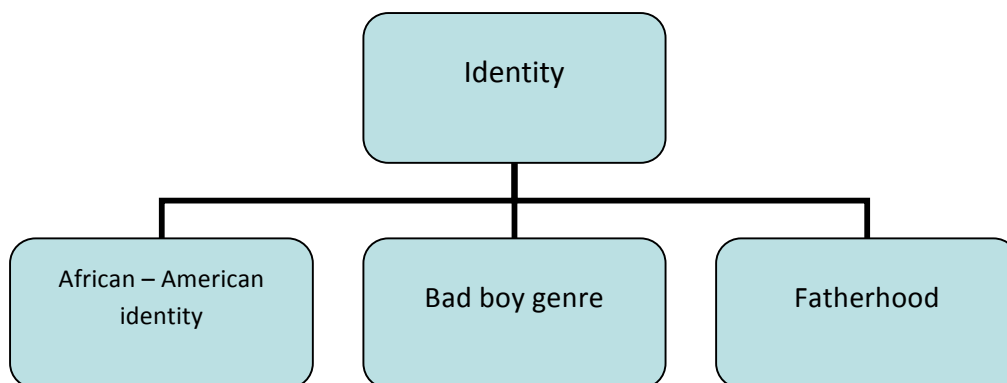 Identity
African – American
identity
Bad boy genre
Fatherhood